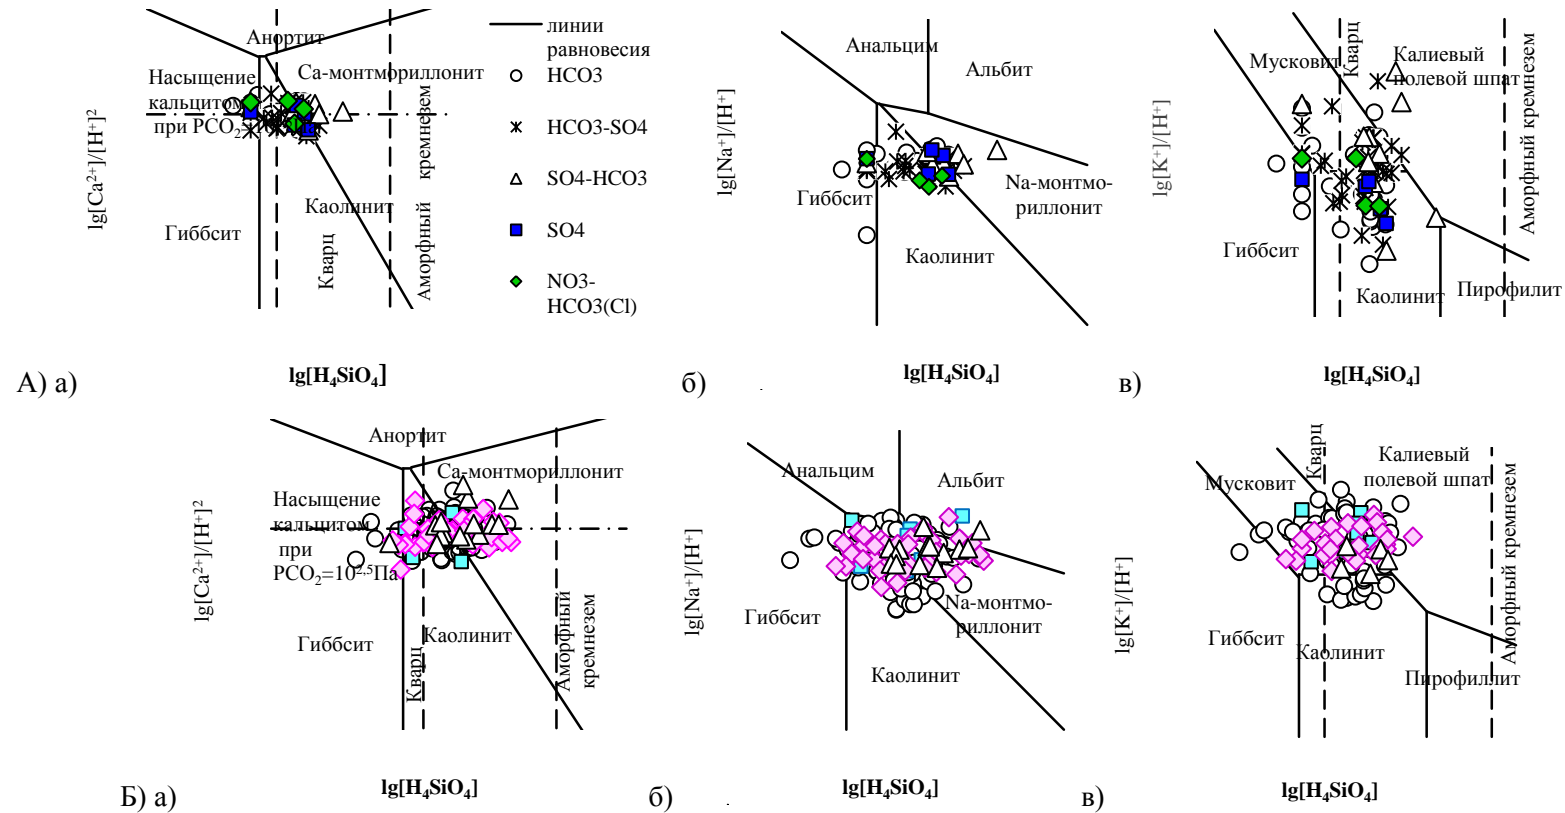 Анортит
Са-монтмориллонит
Насыщение
кальцитом
при РСО2
Гиббсит
Каолинит
Кварц
Аморфный кремнезем
lg[Ca2+]/[H+]2
линии
равновесия
HCO3
HCO3-SO4
SO4-HCO3
SO4
NO3-
HCO3(Cl)
Анальцим
Альбит
Гиббсит
Na-монтмо-
риллонит
Каолинит
lg[Na+]/[H+]
Мусковит
Кварц
Калиевый
полевой шпат
Гиббсит
Каолинит
Пирофилит
Аморфный кремнезем
lg[K+]/[H+]
А) а)
lg[H4SiO4]
б)
lg[H4SiO4]
в)
lg[H4SiO4]
Анортит
Са-монтмориллонит
Насыщение
кальцитом
при
PCO2=10^2,5Па
Гиббсит
Каолинит
Кварц
Аморфный
кремнезем
lg[Ca2+]/[H+]2
Анальцим
Альбит
Гиббсит
Na-монтмо-
риллонит
Каолинит
lg[Na+]/[H+]
Мусковит
Кварц
Калиевый
полевой шпат
Гиббсит
Каолинит
Пирофиллит
Аморфный кремнезем
lg[K+]/[H+]
Б) а)
lg[H4SiO4]
б)
lg[H4SiO4]
в)
lg[H4SiO4]